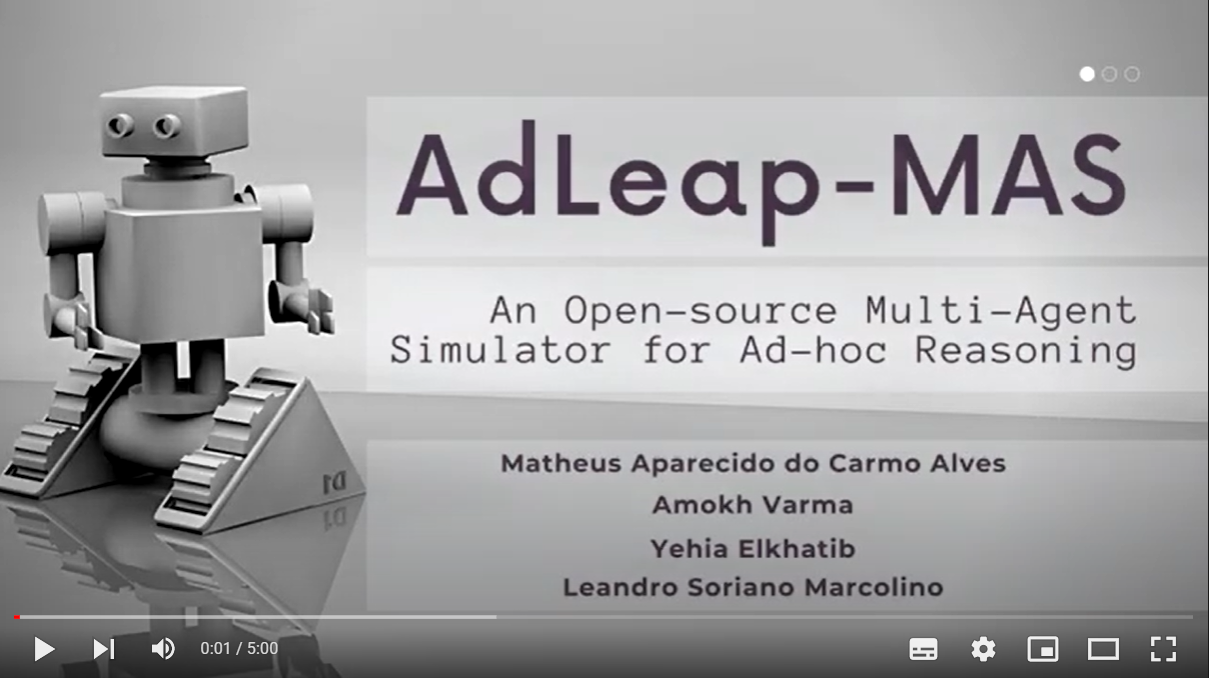 AdLeap-MAS
An Open-source Multi-Agent
Simulator for Ad-hoc Reasoning
Matheus Aparecido do Carmo Alves
Amokh Varma
Yehia Elkhatib
Leandro Soriano Marcolino
D1
0:01 / 5:00